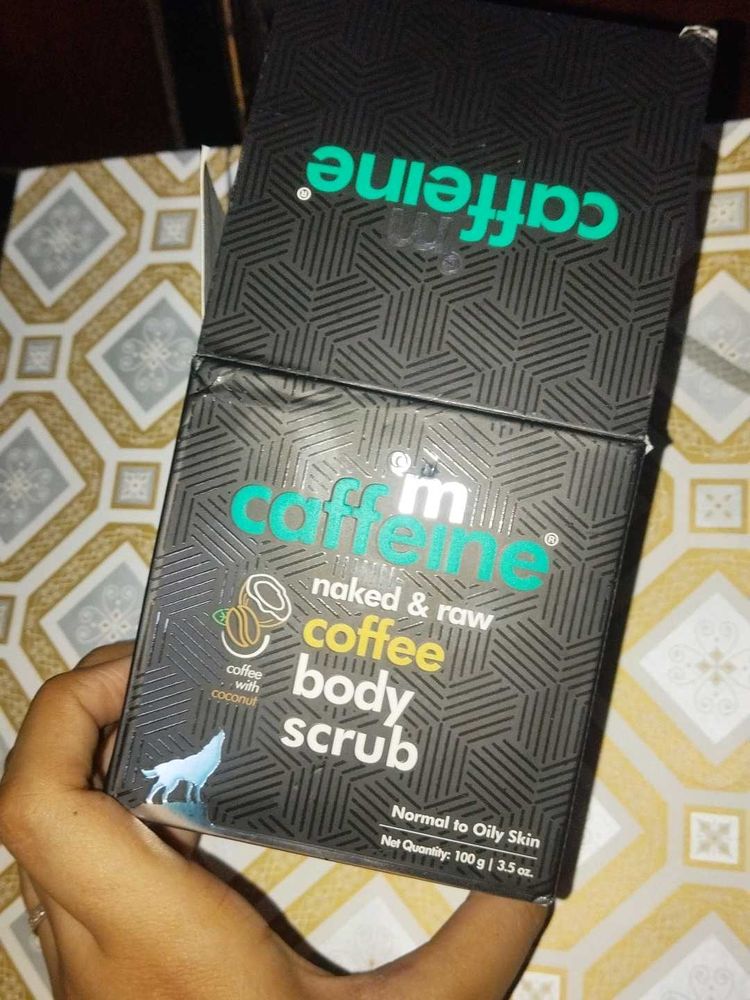 m
caffeine®
m
caffeine®
naked & raw
coffee
body
scrub
coffee
with
coconut
Normal to Oily Skin
Net Quantity: 100 g | 3.5 oz.